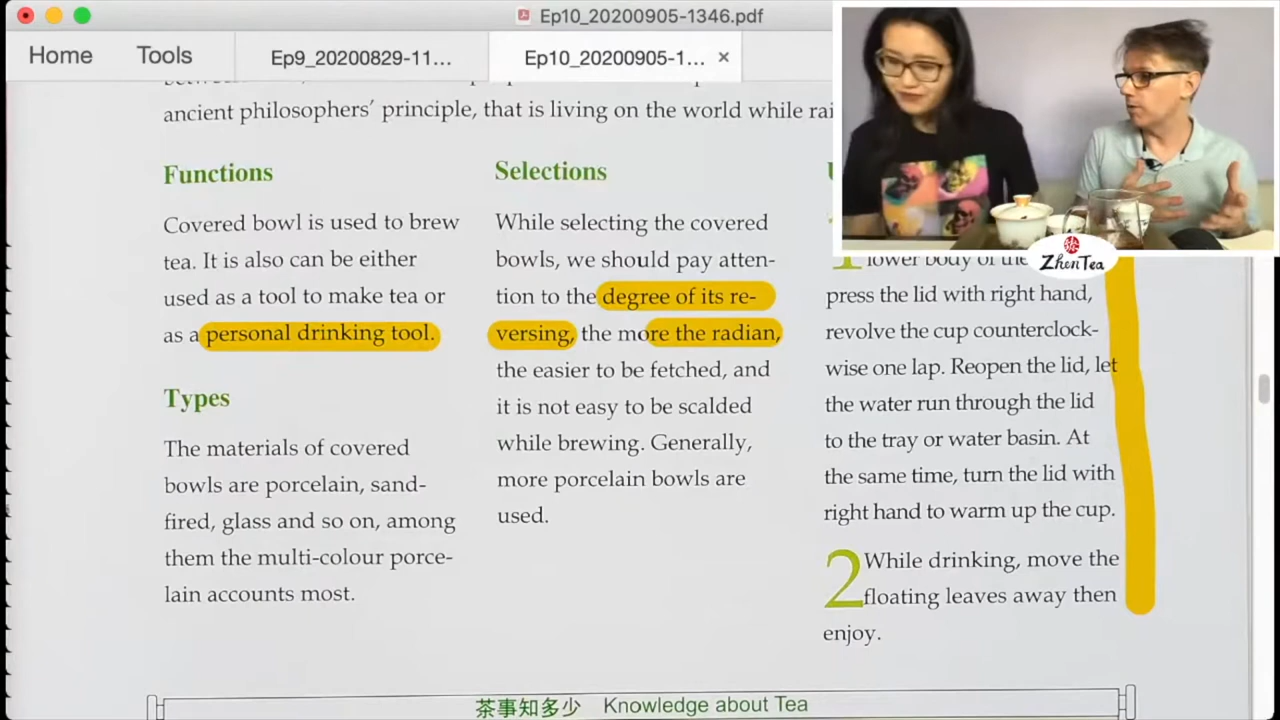 Ep10_20200905-1346.pdf
Home
Tools
Ep9_20200829-11...
Ep10_20200905-1... ×
ancient philosophers' principle, that is living on the world while rai
Functions
Covered bowl is used to brew
tea. It is also can be either
used as a tool to make tea or
as a personal drinking tool.
Types
The materials of covered
bowls are porcelain, sand-
fired, glass and so on, among
them the multi-colour porce-
lain accounts most.
Selections
While selecting the covered
bowls, we should pay atten-
tion to the degree of its re-
versing, the more the radian,
the easier to be fetched, and
it is not easy to be scalded
while brewing. Generally,
more porcelain bowls are
used.
1 lower body of the
press the lid with right hand,
revolve the cup counterclock-
wise one lap. Reopen the lid, let
the water run through the lid
to the tray or water basin. At
the same time, turn the lid with
right hand to warm up the cup.
2 While drinking, move the
floating leaves away then
enjoy.
茶事知多少 Knowledge about Tea
ZhenTea